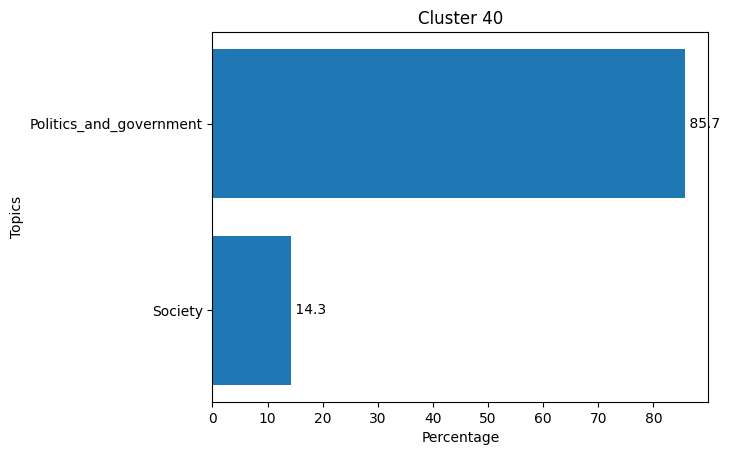 Cluster 40
Politics_and_government
85.7
Topics
Society
14.3
0 10 20 30 40 50 60 70 80
Percentage